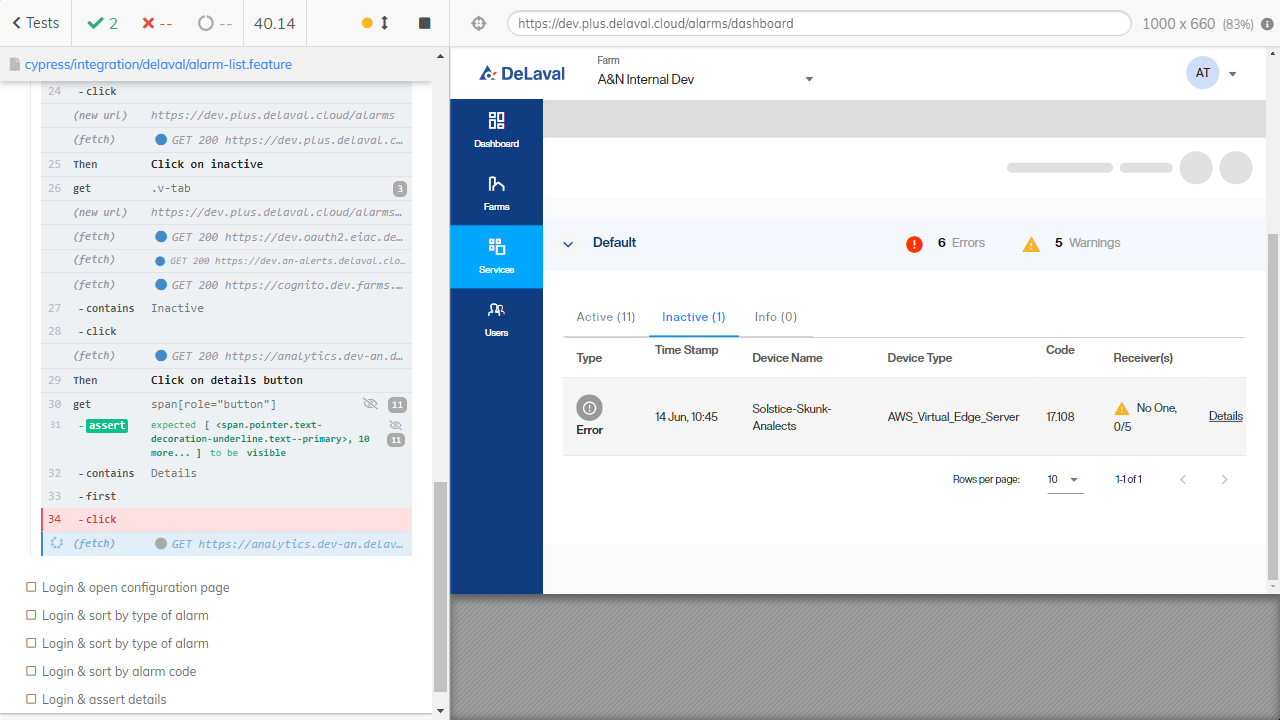 Tests
2
--
--
40.14
https://dev.plus.delaval.cloud/alarms/dashboard
1000 x 660 (83%)
cypress/integration/delaval/alarm-list.feature
24 -click
(new url) https://dev.plus.delaval.cloud/alarms
(fetch) GET 200 https://dev.plus.delaval.c...
25 Then Click on inactive
26 get .v-tab 3
(new url) https://dev.plus.delaval.cloud/alarms...
(fetch) GET 200 https://dev.oauth2.eiac.de...
(fetch) GET 200 https://dev.an-alerts.delaval.clo...
(fetch) GET 200 https://cognito.dev.farms....
27 -contains Inactive
28 -click
(fetch) GET 200 https://analytics.dev-an.d...
29 Then Click on details button
30 get span[role="button"] 11
31 -assert expected [ <span.pointer.text-
decoration-underline.text--primary>, 10
more... ] to be visible
11
32 -contains Details
33 -first
34 -click
(fetch) GET https://analytics.dev-an.delav...
Login & open configuration page
Login & sort by type of alarm
Login & sort by type of alarm
Login & sort by alarm code
Login & assert details
DeLaval
Farm
A&N Internal Dev
AT
Dashboard
Farms
Services
Users
Default
6 Errors
5 Warnings
Active (11) Inactive (1) Info (0)
Type Time Stamp Device Name Device Type Code Receiver(s)
Error 14 Jun, 10:45 Solstice-Skunk-
Analects AWS_Virtual_Edge_Server 17.108 No One,
0/5 Details
Rows per page: 10 1-1 of 1